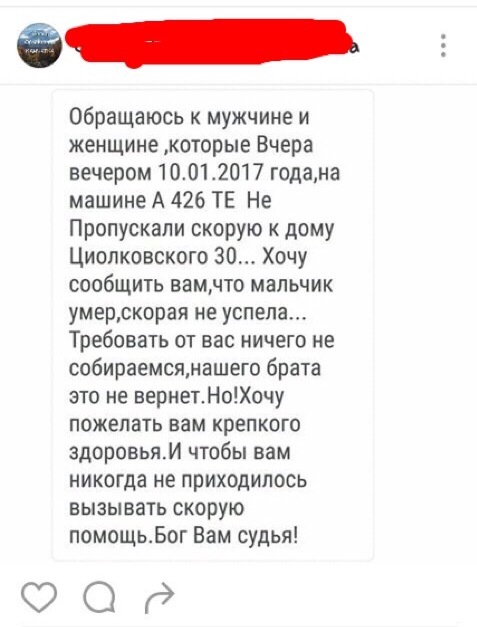 Обращаюсь к мужчине и
женщине ,которые Вчера
вечером 10.01.2017 года,на
машине А 426 ТЕ Не
Пропускали скорую к дому
Циолковского 30... Хочу
сообщить вам,что мальчик
умер,скорая не успела...
Требовать от вас ничего не
собираемся,нашего брата
это не вернет.Но!Хочу
пожелать вам крепкого
здоровья.И чтобы вам
никогда не приходилось
вызывать скорую
помощь.Бог Вам судья!